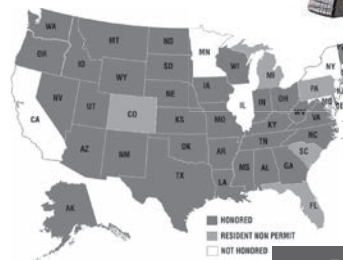 WA
MT
ND
MN
OR
ID
SD
WI
MI
NY
WY
NE
IA
PA
NV
UT
CO
IL
IN
OH
CA
KS
MO
WV
VA
KY
AZ
NM
OK
AR
TN
NC
SC
TX
LA
MS
AL
GA
AK
FL
HONORED
RESIDENT NON PERMIT
NOT HONORED